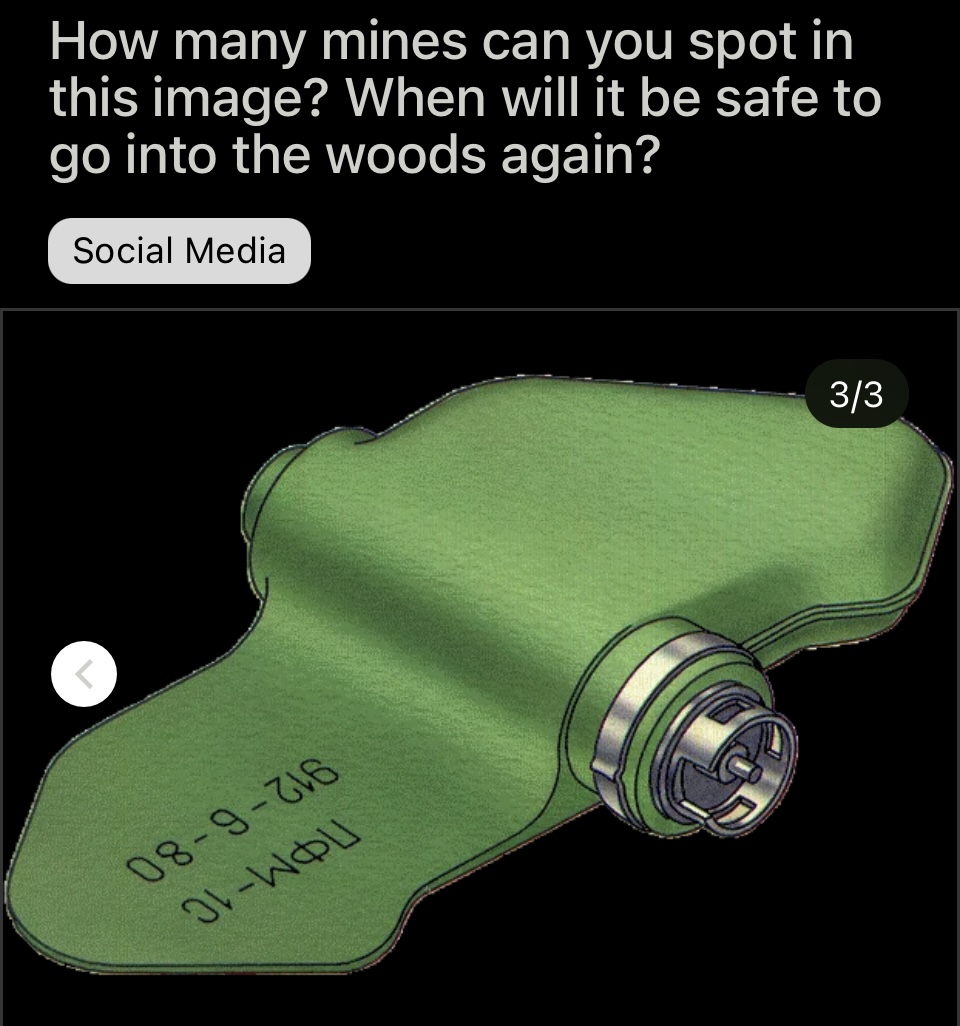 How many mines can you spot in
this image? When will it be safe to
go into the woods again?
Social Media
3/3
ПФМ-1С
912-6-80